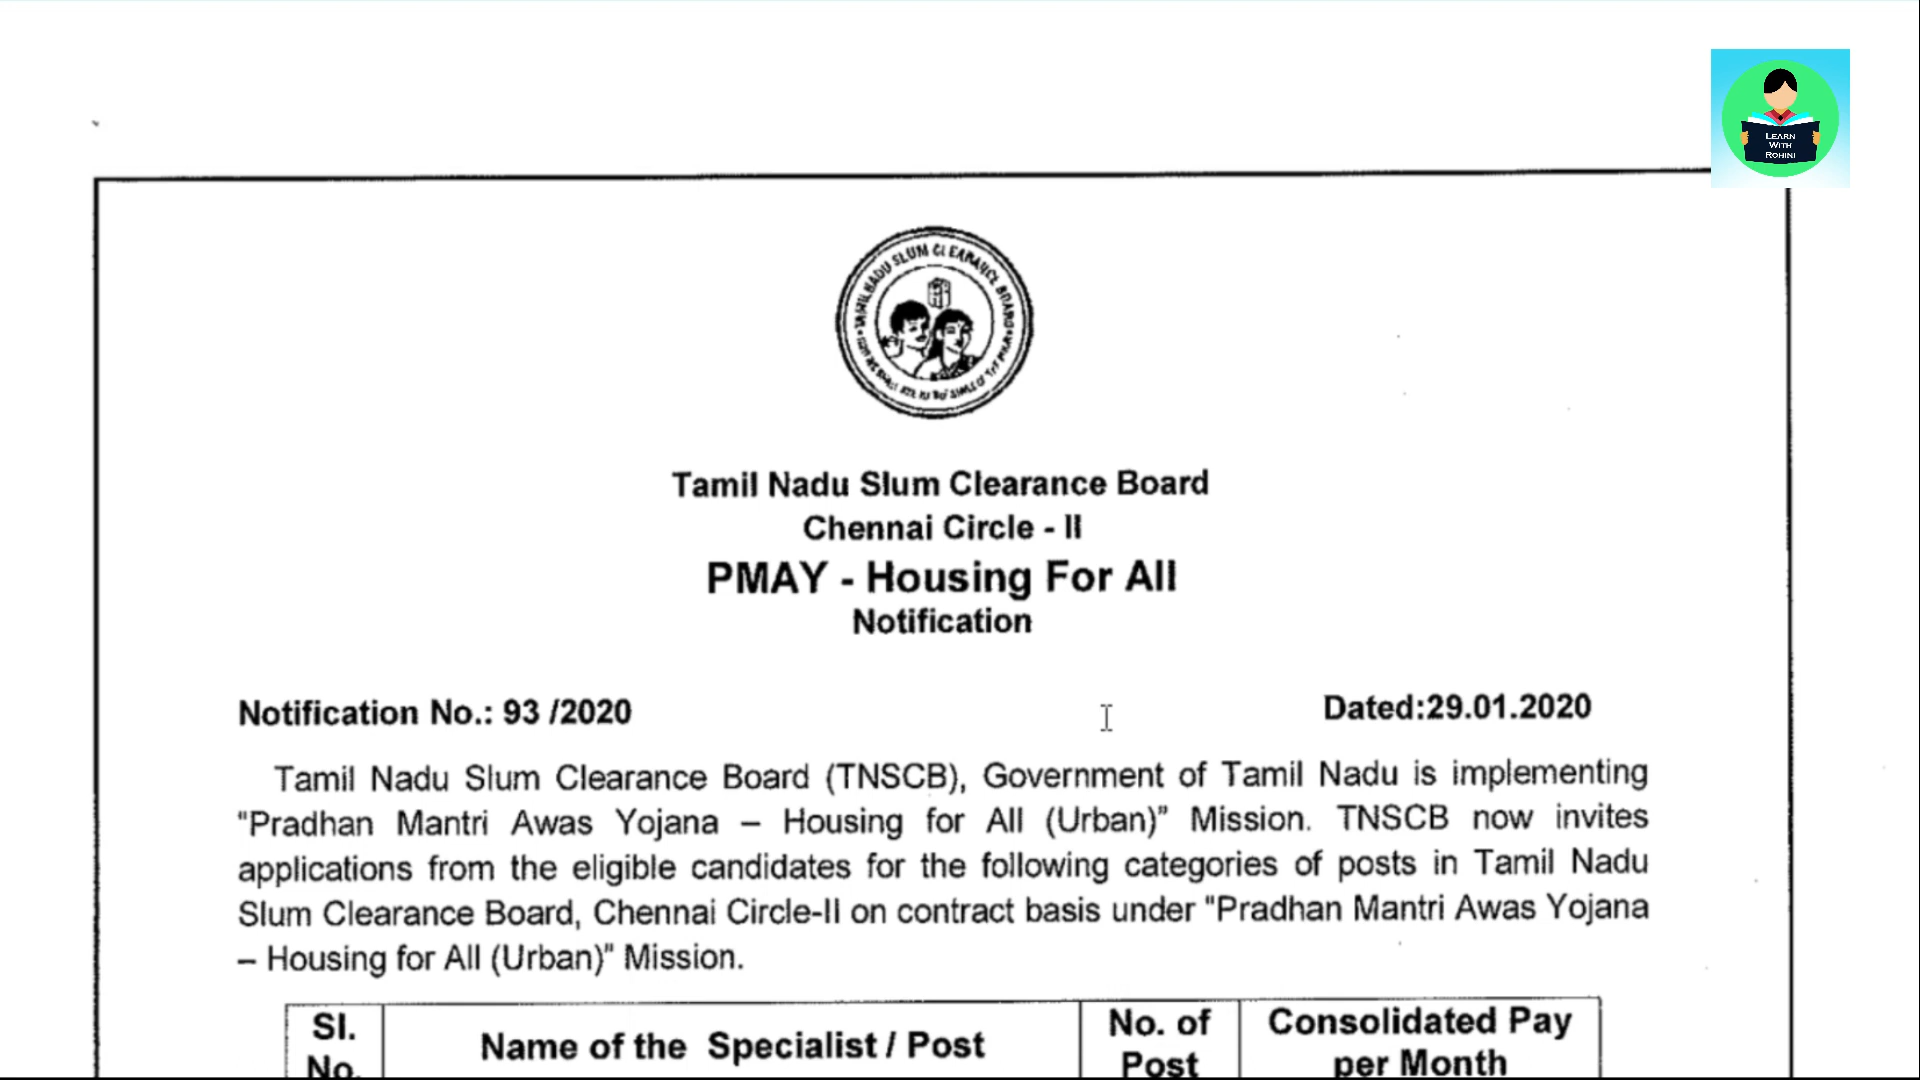 LEARN
WITH
ROHINI
TAMILNADU SLUM CLEARANCE BOARD
Tamil Nadu Slum Clearance Board
Chennai Circle - II
PMAY - Housing For All
Notification
Notification No.: 93 /2020
Dated:29.01.2020
Tamil Nadu Slum Clearance Board (TNSCB), Government of Tamil Nadu is implementing
"Pradhan Mantri Awas Yojana – Housing for All (Urban)" Mission. TNSCB now invites
applications from the eligible candidates for the following categories of posts in Tamil Nadu
Slum Clearance Board, Chennai Circle-II on contract basis under "Pradhan Mantri Awas Yojana
– Housing for All (Urban)" Mission.
Sl.
No.
Name of the Specialist / Post
No. of
Post
Consolidated Pay
per Month